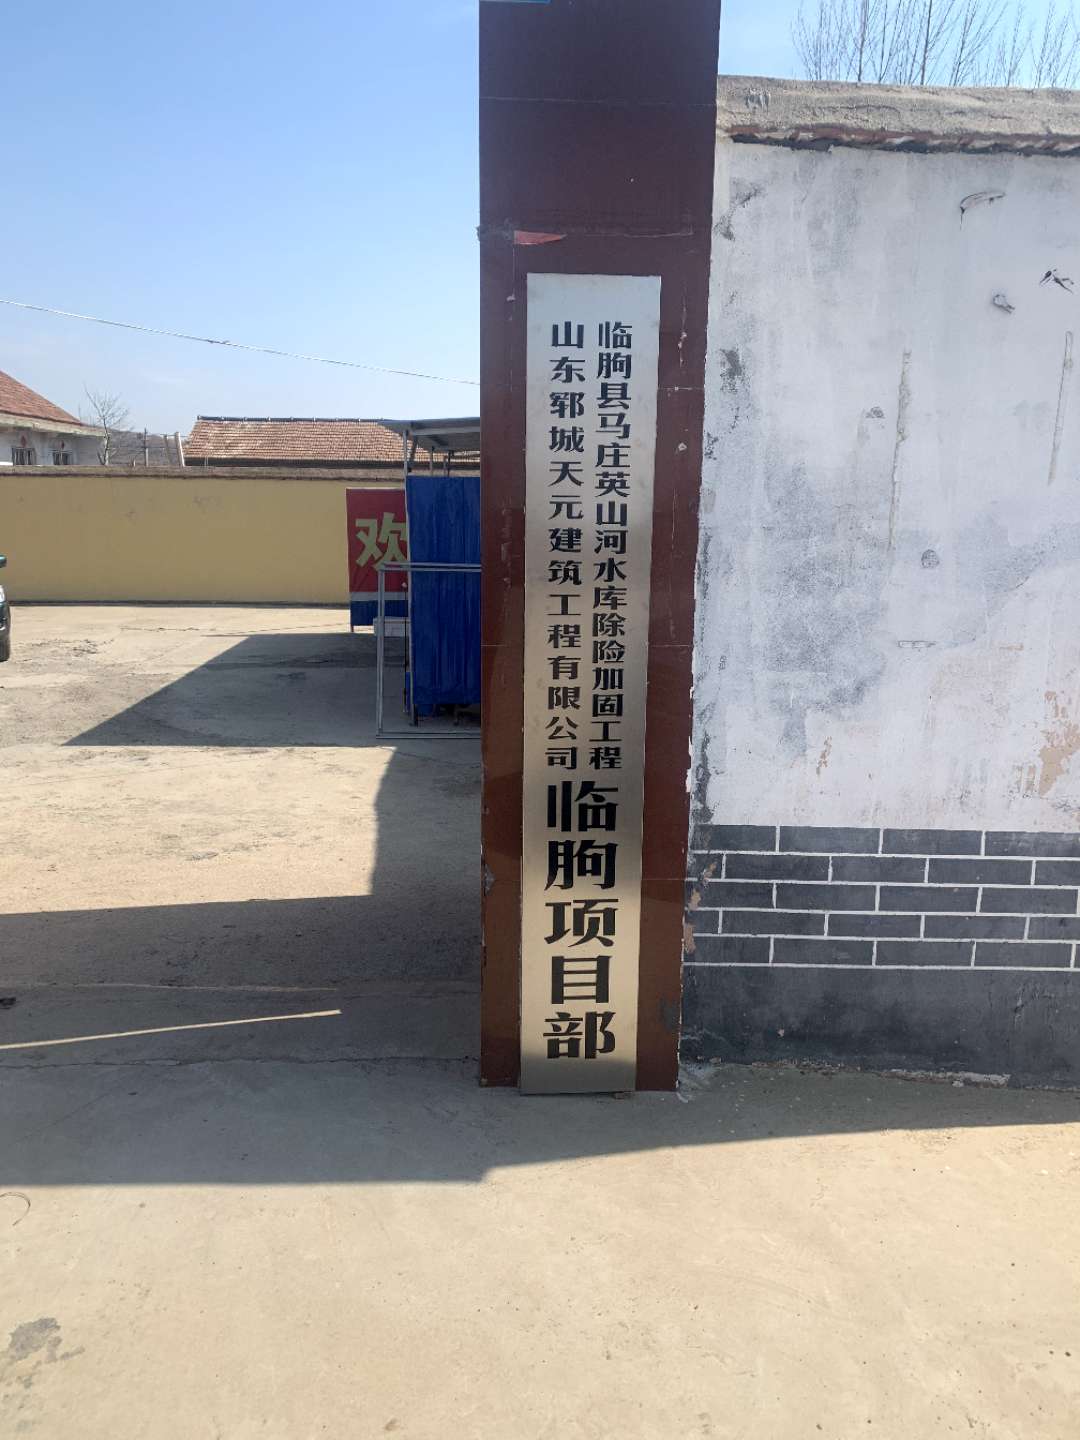 临朐县马庄英山河水库除险加固工程
山东郓城天元建筑工程有限公司
临朐项目部
欢